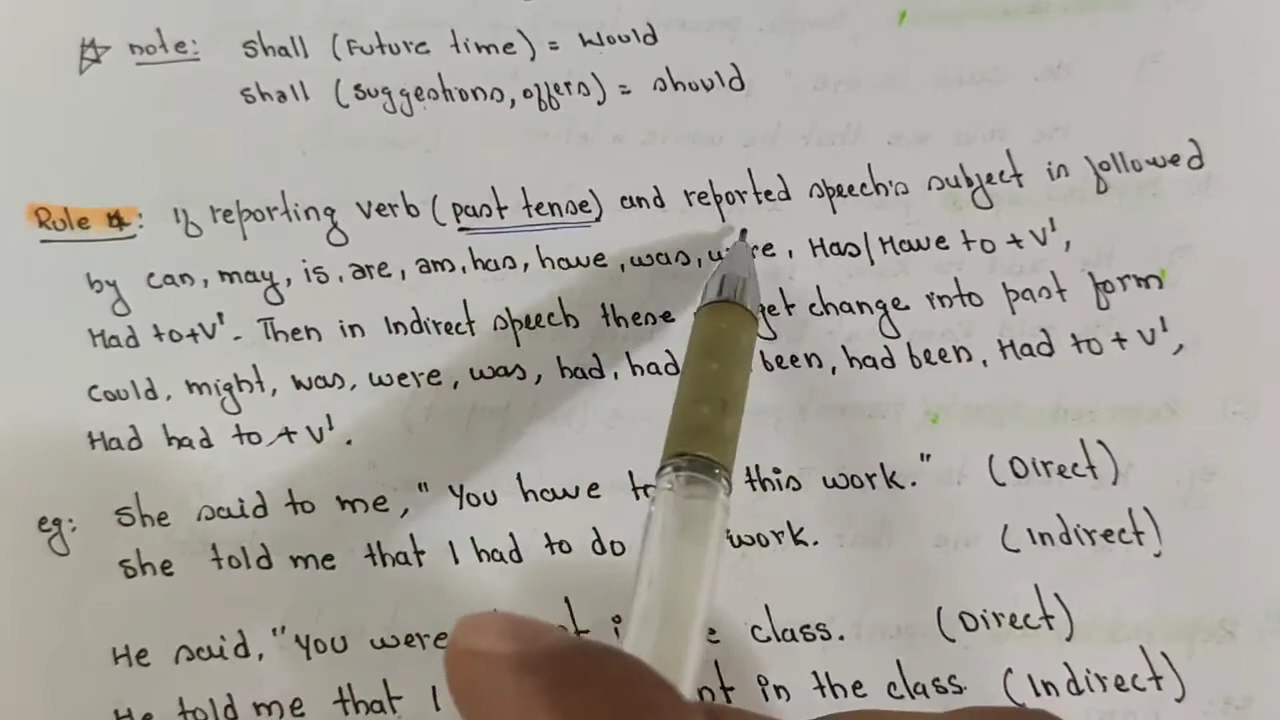 note: shall (Future time) = Would
shall (suggestions, offers) = should
Rule 4: If reporting verb (past tense) and reported speech's subject is followed
by can, may, is, are, am, has, have, was, were, Has/Have to + V¹,
Had to + V¹. Then in Indirect speech these get change into past form
could, might, was, were, was, had, had been, had been, Had to + V¹,
Had had to + V¹.
eg: She said to me, "You have to this work." (Direct)
She told me that I had to do work. (Indirect)
He said, "You were class. (Direct)
He told me that I in the class. (Indirect)